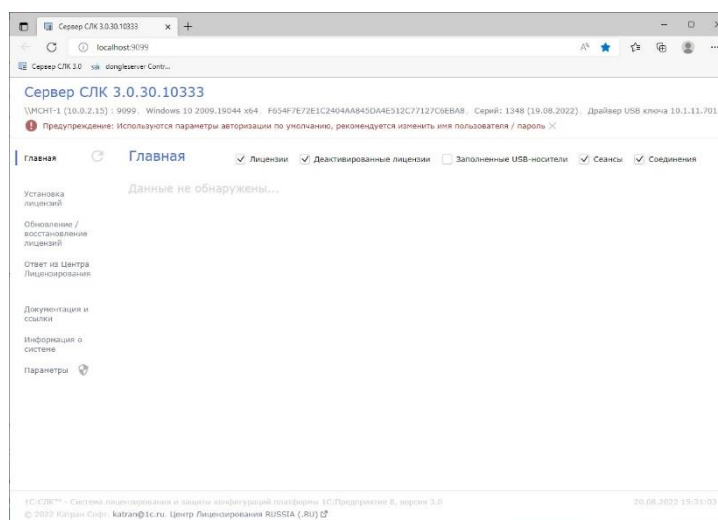 Сервер СЛК 3.0.30.10333
localhost:9099
Сервер СЛК 3.0
dongleserver Contr...
Сервер СЛК 3.0.30.10333
\\МСНТ-1 (10.0.2.15) : 9099. Windows 10 2009.19044 x64. F654F7E72E1C2404AA845DA4E512C77127C6EBA8. Серий: 1348 (19.08.2022). Драйвер USB ключа 10.1.11.701
Предупреждение: Используются параметры авторизации по умолчанию, рекомендуется изменить имя пользователя / пароль
Главная
Главная
Лицензии
Деактивированные лицензии
Заполненные USB-носители
Сеансы
Соединения
Данные не обнаружены...
Установка
лицензий
Обновление /
восстановление
лицензий
Ответ из Центра
Лицензирования
Документация и
ссылки
Информация о
системе
Параметры
1С-СЛК™ - Система лицензирования и защиты конфигураций платформы 1С:Предприятие 8, версия 3.0
20.08.2022 15:31:03
© 2022 Катран Софт. katran@1c.ru. Центр Лицензирования RUSSIA (.RU)